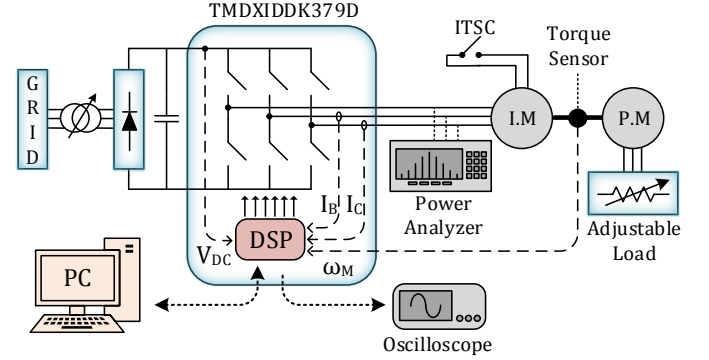 TMDXIDDK379D
ITSC
Torque
Sensor
G
R
I
D
I.M
P.M
I_B I_C
Power
Analyzer
Adjustable
Load
DSP
V_DC
ω_M
PC
Oscilloscope